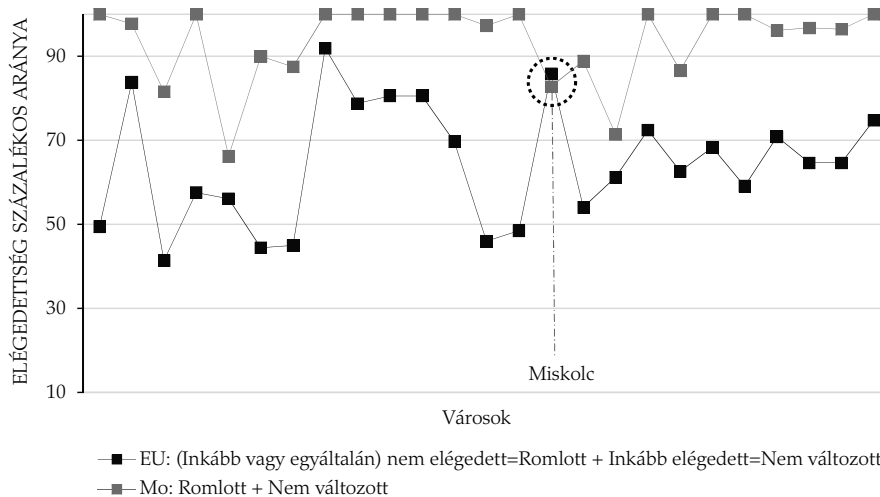 ELÉGEDETTSÉG SZÁZALÉKOS ARÁNYA
90
70
50
30
10
Miskolc
Városok
EU: (Inkább vagy egyáltalán) nem elégedett=Romlott + Inkább elégedett=Nem változott
Mo: Romlott + Nem változott